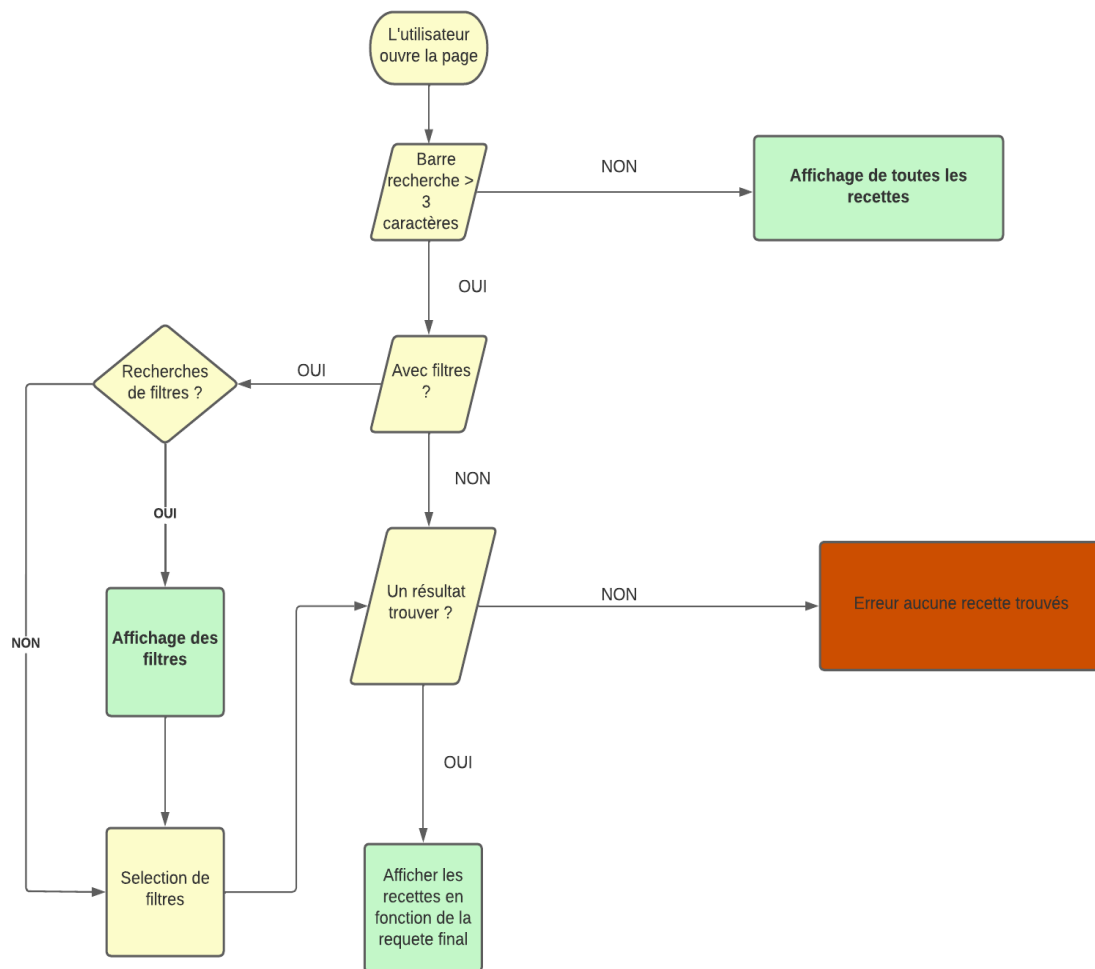 L'utilisateur
ouvre la page
Barre
recherche >
3
caractères
NON
Affichage de toutes les
recettes
OUI
Recherches
de filtres ?
OUI
Avec filtres
?
NON
OUI
Un résultat
trouver ?
NON
Erreur aucune recette trouvés
Affichage des
filtres
NON
OUI
Selection de
filtres
Afficher les
recettes en
fonction de la
requete final